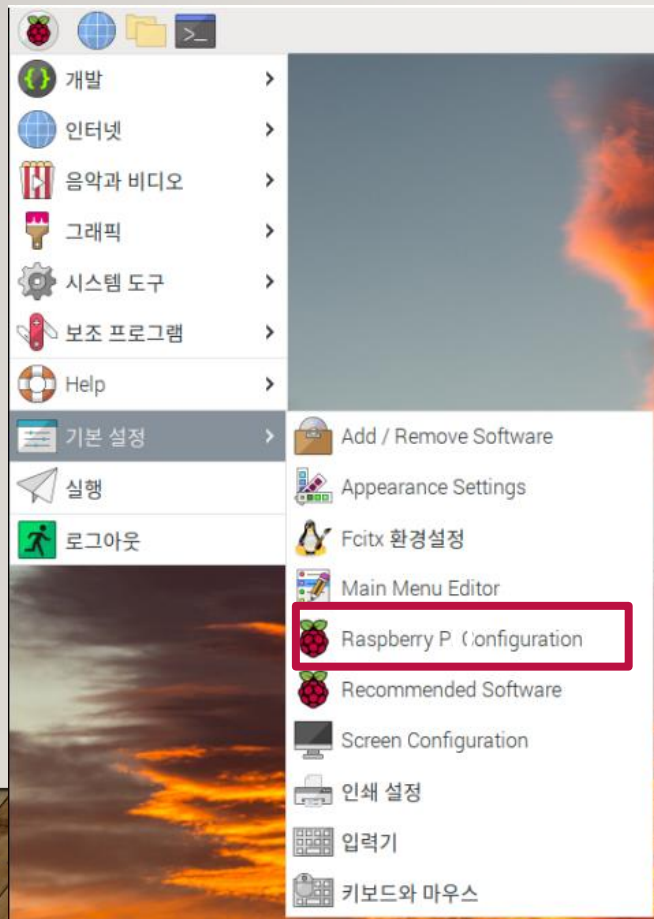 개발
인터넷
음악과 비디오
그래픽
시스템 도구
보조 프로그램
Help
기본 설정
실행
로그아웃
Add / Remove Software
Appearance Settings
Fcitx 환경설정
Main Menu Editor
Raspberry P. Configuration
Recommended Software
Screen Configuration
인쇄 설정
입력기
키보드와 마우스